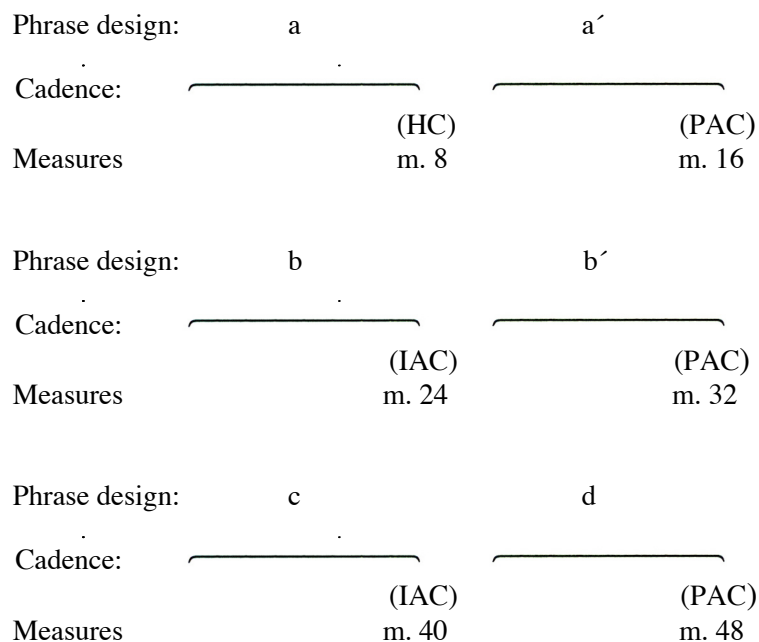 Phrase design: a a´
Cadence:
(HC) (PAC)
Measures m. 8 m. 16
Phrase design: b b´
Cadence:
(IAC) (PAC)
Measures m. 24 m. 32
Phrase design: c d
Cadence:
(IAC) (PAC)
Measures m. 40 m. 48